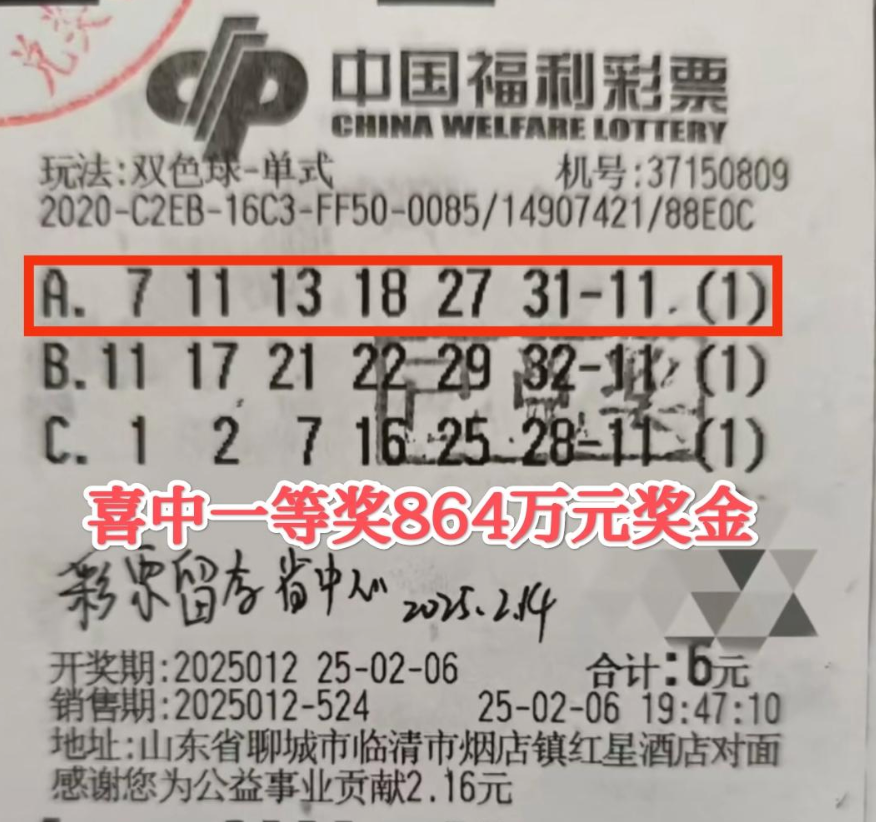 兑奖
中国福利彩票
CHINA WELFARE LOTTERY
玩法:双色球-单式 机号:37150809
2020-C2EB-16C3-FF50-0085/14907421/88E0C
A. 7 11 13 18 27 31-11 (1)
B.11 17 21 22 29 32-11 (1)
C. 1 2 7 16 25 28-11 (1)
已兑奖
喜中一等奖864万元奖金
彩票留存省中心 2025.2.14
开奖期:2025012 25-02-06 合计:6元
销售期:2025012-524 25-02-06 19:47:10
地址:山东省聊城市临清市烟店镇红星酒店对面
感谢您为公益事业贡献2.16元